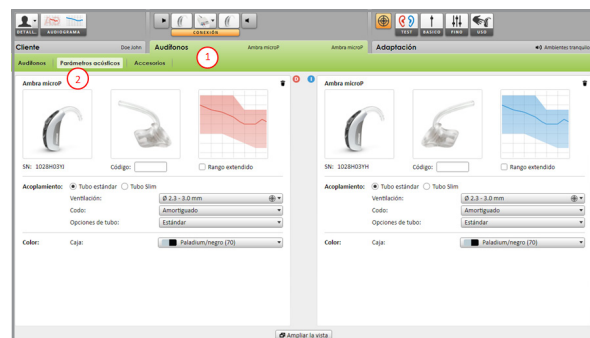 DETALL. AUDIOGRAMA CONEXIÓN TEST BASICO FINO USO
Cliente Doe John Audífonos Ambra microP Ambra microP Adaptación Ambientes tranquilo
1
Audífonos Parámetros acústicos Accesorios
2
Ambra microP D I Ambra microP
SN: 1028H03YJ Código: Rango extendido SN: 1028H03YH Código: Rango extendido
Acoplamiento: Tubo estándar Tubo Slim Acoplamiento: Tubo estándar Tubo Slim
Ventilación: Ø 2.3 - 3.0 mm Ventilación: Ø 2.3 - 3.0 mm
Codo: Amortiguado Codo: Amortiguado
Opciones de tubo: Estándar Opciones de tubo: Estándar
Color: Caja: Paladium/negro (70) Color: Caja: Paladium/negro (70)
Ampliar la vista